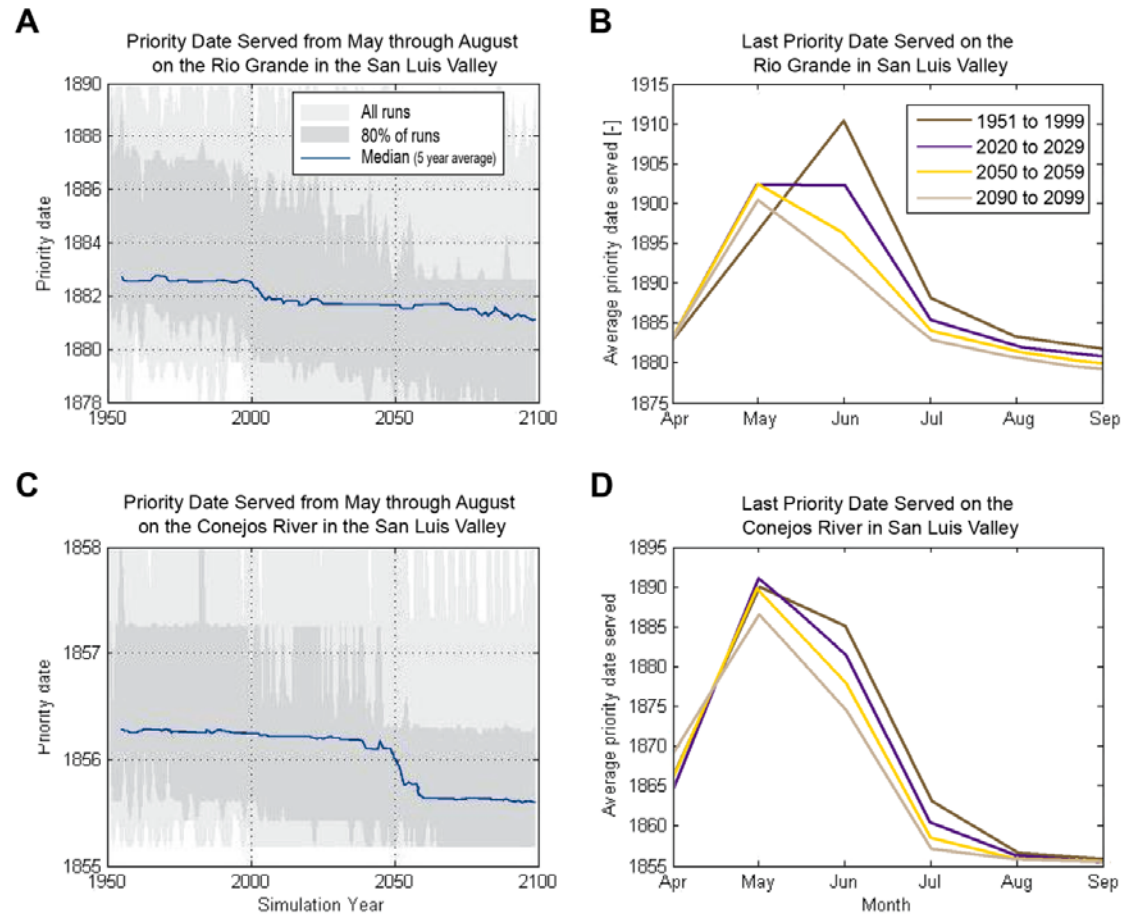 A
Priority Date Served from May through August
on the Rio Grande in the San Luis Valley
Priority date
1890
1888
1886
1884
1882
1880
1878
All runs
80% of runs
Median (5 year average)
1950
2000
2050
2100
B
Last Priority Date Served on the
Rio Grande in San Luis Valley
Average priority date served [-]
1915
1910
1905
1900
1895
1890
1885
1880
1875
1951 to 1999
2020 to 2029
2050 to 2059
2090 to 2099
Apr
May
Jun
Jul
Aug
Sep
C
Priority Date Served from May through August
on the Conejos River in the San Luis Valley
Priority date
1858
1857
1856
1855
1950
2000
2050
2100
Simulation Year
D
Last Priority Date Served on the
Conejos River in San Luis Valley
Average priority date served
1895
1890
1885
1880
1875
1870
1865
1860
1855
Apr
May
Jun
Jul
Aug
Sep
Month